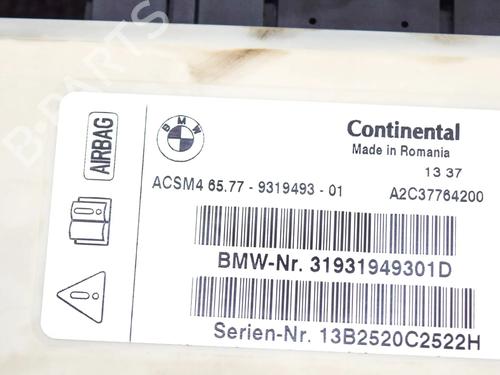 B-PARTS
AIRBAG
BMW
Continental
Made in Romania
13 37
ACSM4 65.77 - 9319493 - 01
A2C37764200
BMW-Nr. 31931949301D
Serien-Nr. 13B2520C2522H